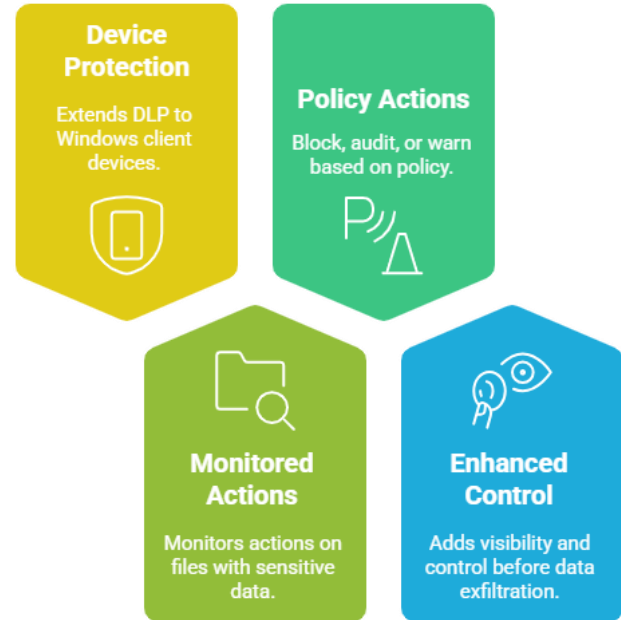 Device
Protection
Extends DLP to
Windows client
devices.
Policy Actions
Block, audit, or warn
based on policy.
P
Monitored
Actions
Monitors actions on
files with sensitive
data.
Enhanced
Control
Adds visibility and
control before data
exfiltration.